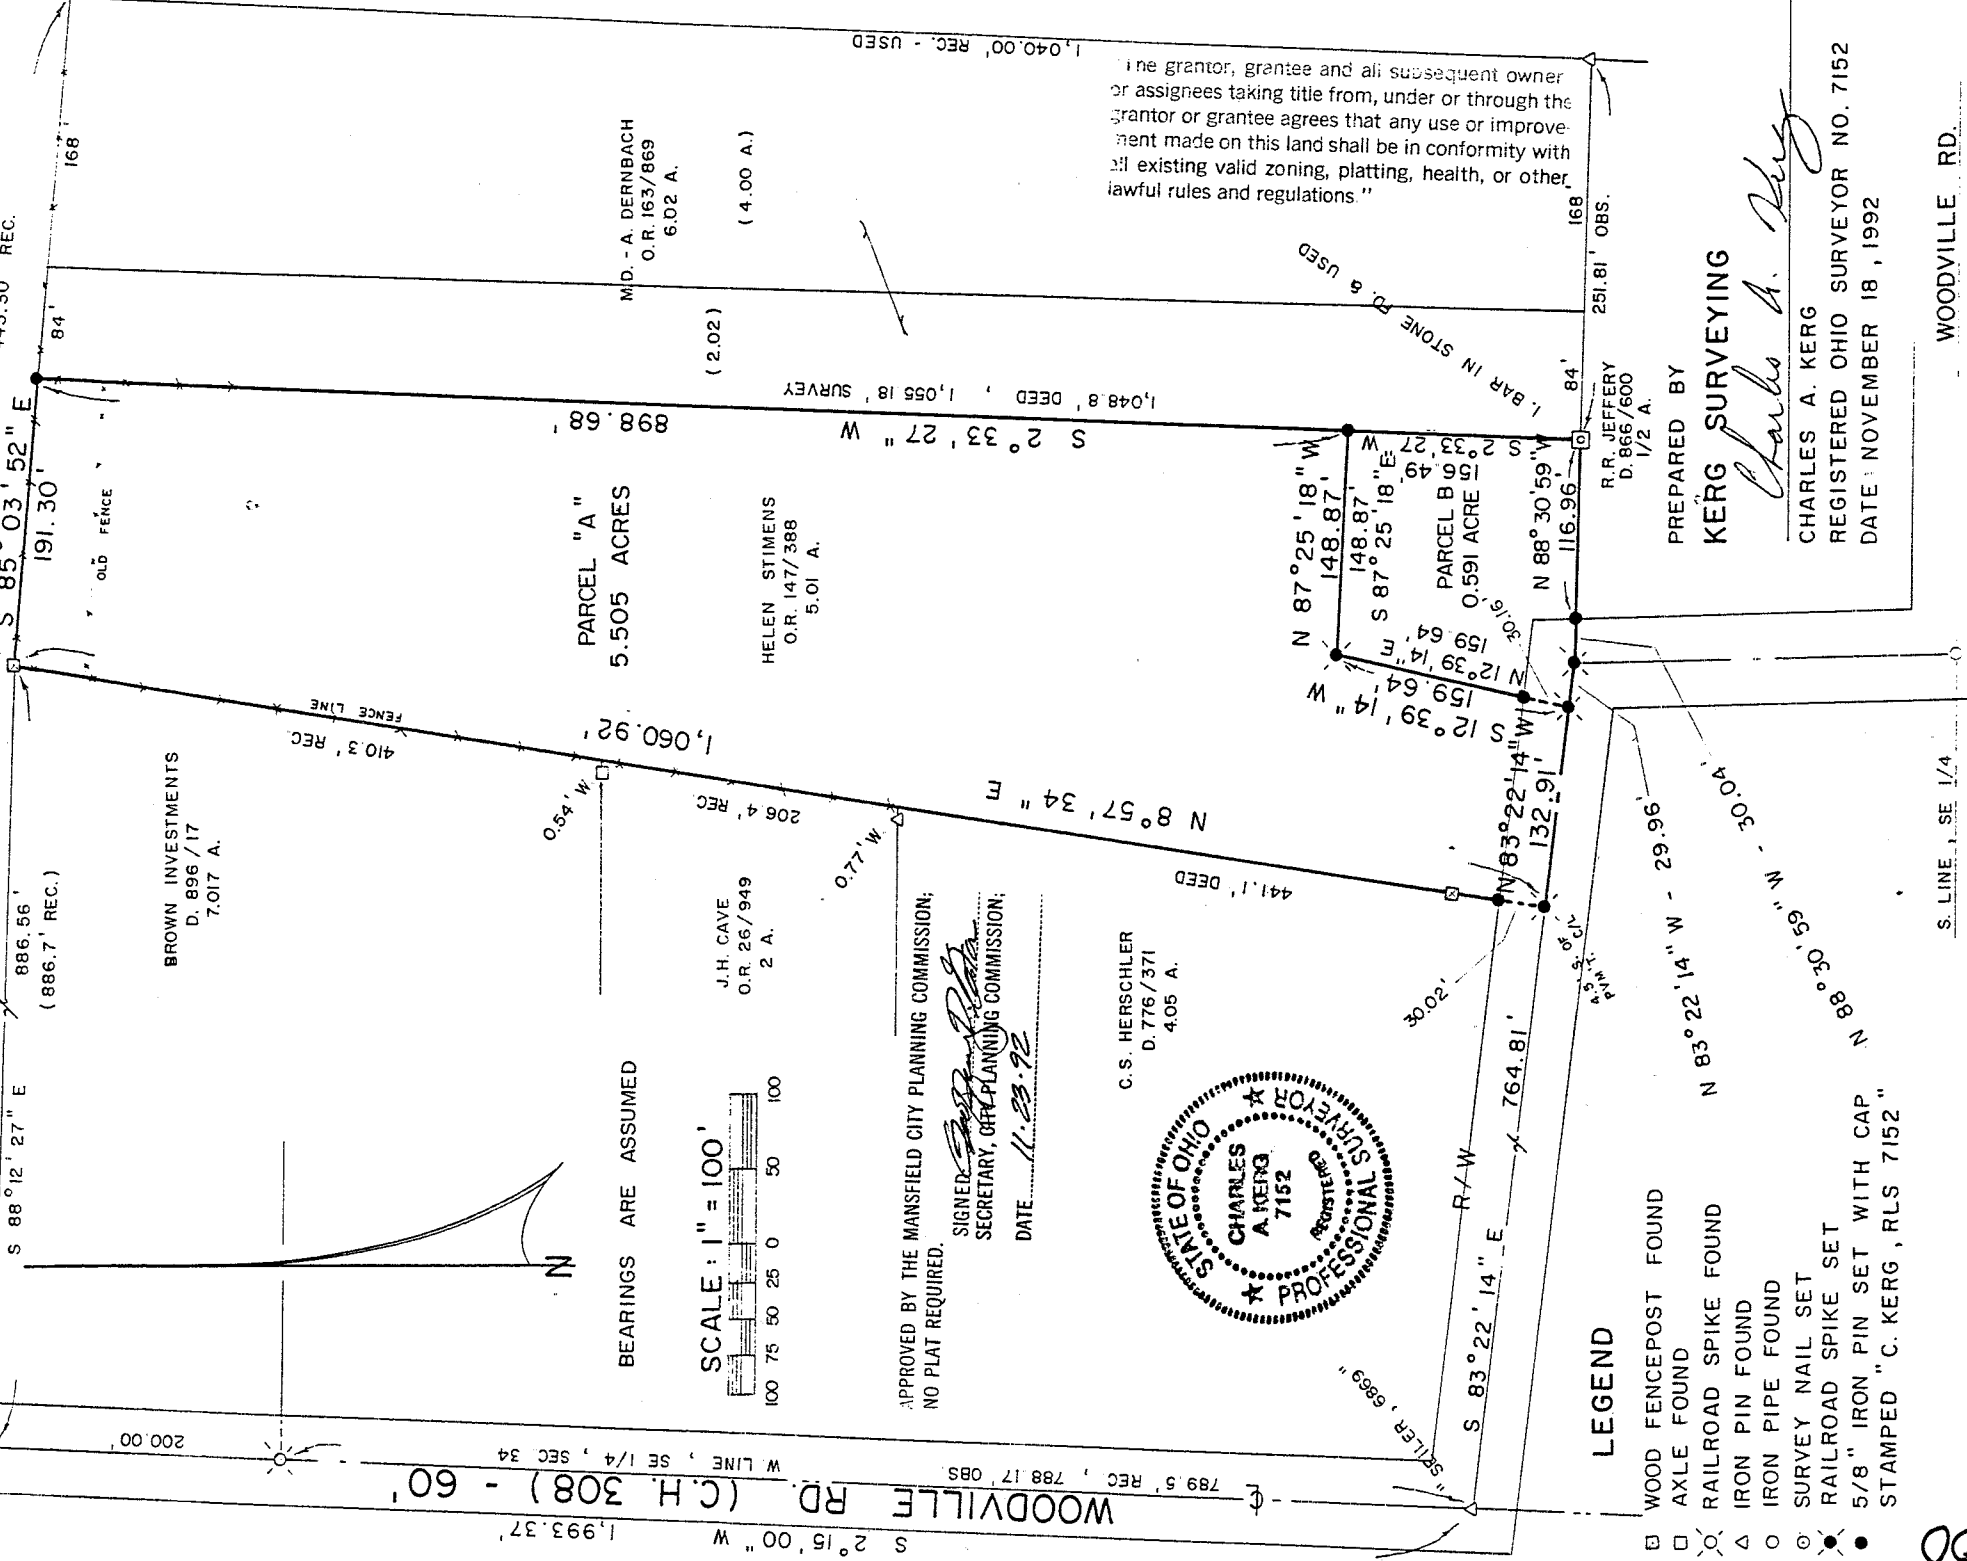 S 88°12'27" E
886.56'
(886.7' REC.)
S 85°03'52" E
191.30'
REC.
84'
168'
OLD FENCE
BROWN INVESTMENTS
D. 896/17
7.017 A.
FENCE LINE
410.3' REC.
1,060.92'
0.54' W
206.4' REC.
N 8°57'34" E
0.77' W.
441.1' DEED
J.H. CAVE
O.R. 26/949
2 A.
C.S. HERSCHLER
D. 776/371
4.05 A.
PARCEL "A"
5.505 ACRES
HELEN STIMENS
O.R. 147/388
5.01 A.
898.68'
S 2°33'27" W
1,048.8' DEED , 1,055.18' SURVEY
M.D. - A. DERNBACH
O.R. 163/869
6.02 A.
(2.02)
(4.00 A.)
1,040.00' REC. - USED
The grantor, grantee and all subsequent owner
or assignees taking title from, under or through the
grantor or grantee agrees that any use or improve-
ment made on this land shall be in conformity with
all existing valid zoning, platting, health, or other
lawful rules and regulations."
I. BAR IN STONE FD. & USED
N 87°25'18" W
148.87'
148.87'
S 87°25'18" E
156.49'
S 2°33'27" W
PARCEL B
0.591 ACRE
N 12°39'14" E
159.64'
S 12°39'14" W
159.64'
30.16'
N 88°30'59" W
116.96'
84'
168'
251.81' OBS.
R.R. JEFFERY
D. 866/600
1/2 A.
N 83°22'14" W
132.91'
30.02'
4.5' S. OF C/L
PVM'T.
N 83°22'14" W - 29.96'
N 88°30'59" W - 30.04'
S 83°22'14" E
764.81'
R/W
"SEILER, 6869"
BEARINGS ARE ASSUMED
N
SCALE : 1" = 100'
100 75 50 25 0 50 100
APPROVED BY THE MANSFIELD CITY PLANNING COMMISSION;
NO PLAT REQUIRED.
SIGNED
SECRETARY, CITY PLANNING COMMISSION;
DATE 11-23-92
STATE OF OHIO
CHARLES
A. KERG
7152
REGISTERED
PROFESSIONAL SURVEYOR
200.00'
W. LINE , SE 1/4 , SEC 34
789.5' REC , 788.17' OBS.
WOODVILLE RD. (C.H. 308) - 60'
S 2°15'00" W
1,993.37'
LEGEND
WOOD FENCEPOST FOUND
AXLE FOUND
RAILROAD SPIKE FOUND
IRON PIN FOUND
IRON PIPE FOUND
SURVEY NAIL SET
RAILROAD SPIKE SET
5/8" IRON PIN SET WITH CAP
STAMPED "C. KERG , RLS 7152"
PREPARED BY
KERG SURVEYING
Charles A. Kerg
CHARLES A. KERG
REGISTERED OHIO SURVEYOR NO. 7152
DATE : NOVEMBER 18 , 1992
WOODVILLE RD.
S. LINE , SE 1/4